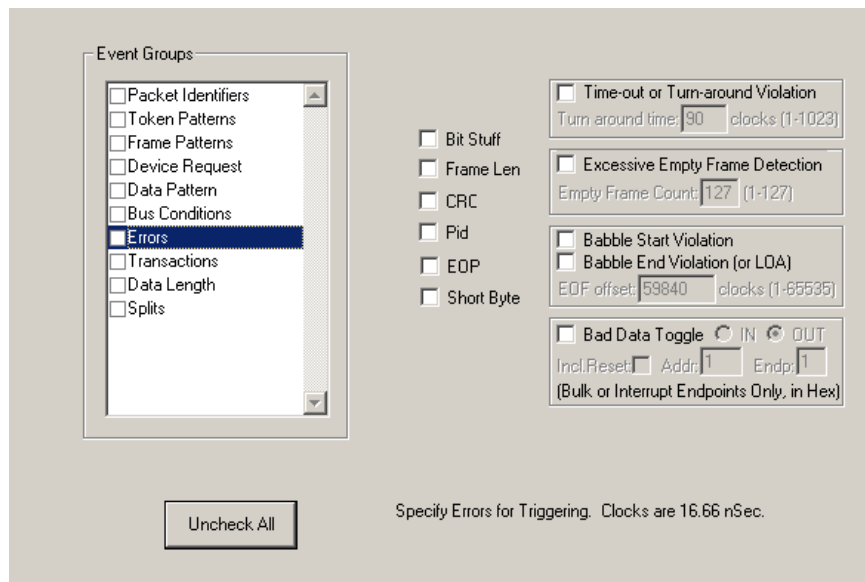 Event Groups
Packet Identifiers
Token Patterns
Frame Patterns
Device Request
Data Pattern
Bus Conditions
Errors
Transactions
Data Length
Splits
Bit Stuff
Frame Len
CRC
Pid
EOP
Short Byte
Time-out or Turn-around Violation
Turn around time: 90 clocks (1-1023)
Excessive Empty Frame Detection
Empty Frame Count: 127 (1-127)
Babble Start Violation
Babble End Violation (or LOA)
EOF offset: 59840 clocks (1-65535)
Bad Data Toggle IN OUT
Incl.Reset: Addr: 1 Endp: 1
(Bulk or Interrupt Endpoints Only, in Hex)
Uncheck All
Specify Errors for Triggering. Clocks are 16.66 nSec.